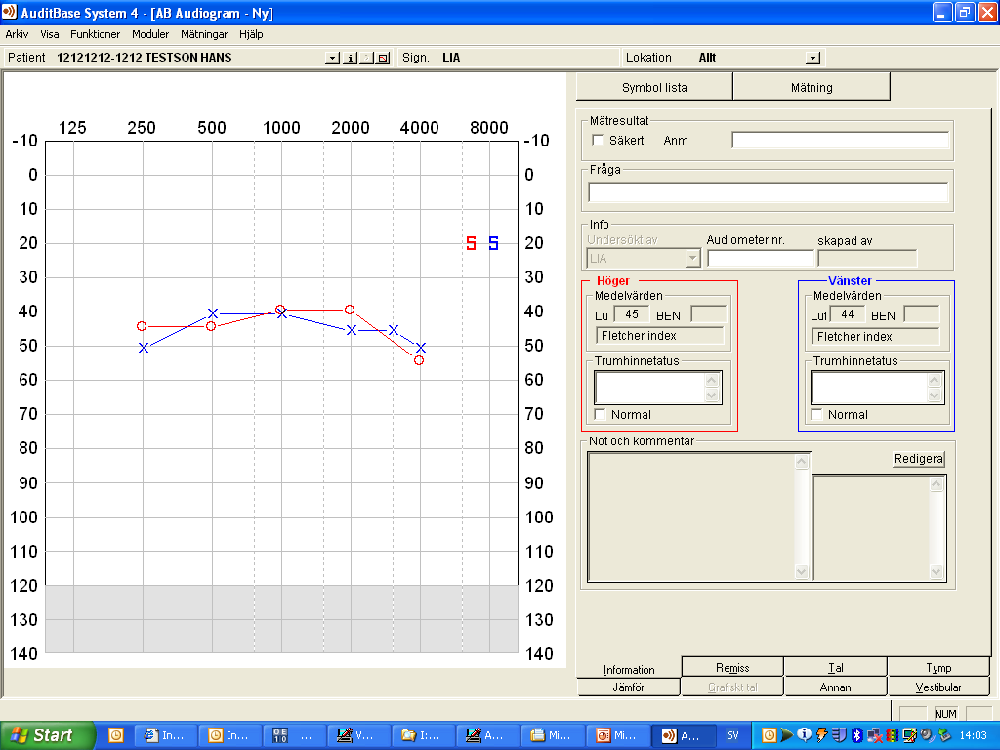 AuditBase System 4 - [AB Audiogram - Ny]
Arkiv Visa Funktioner Moduler Mätningar Hjälp
Patient 12121212-1212 TESTSON HANS Sign. LIA Lokation Allt
Symbol lista Mätning
125 250 500 1000 2000 4000 8000
-10 -10
0 0
10 10
20 S S 20
30 30
40 40
50 50
60 60
70 70
80 80
90 90
100 100
110 110
120 120
130 130
140 140
Mätresultat
Säkert Anm
Fråga
Info
Undersökt av Audiometer nr. skapad av
LIA
Höger Vänster
Medelvärden Medelvärden
Lu 45 BEN Luf 44 BEN
Fletcher index Fletcher index
Trumhinnetatus Trumhinnetatus
Normal Normal
Not och kommentar
Redigera
Information Remiss Tal Tymp
Jämför Grafiskt tal Annan Vestibular
NUM
Start In... In... OE 10 ... V... I:... A... Mi... Mi... A... SV 14:03